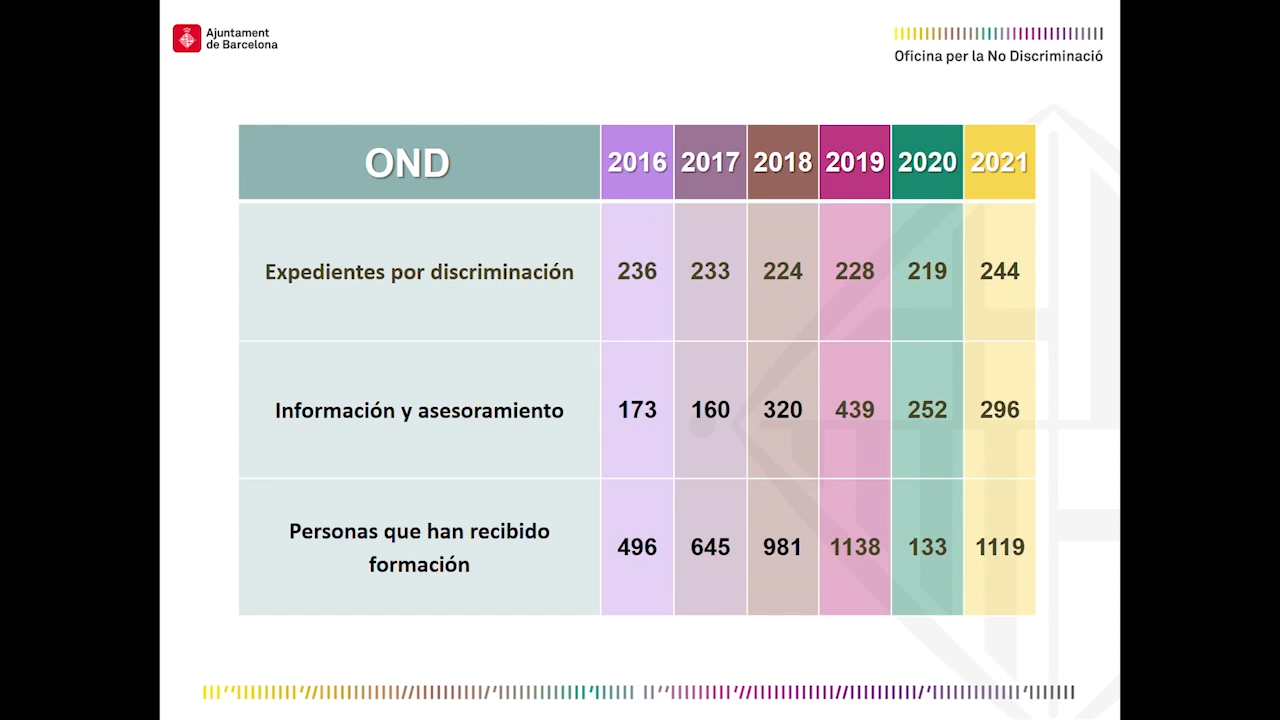 Ajuntament
de Barcelona
Oficina per la No Discriminació
OND 2016 2017 2018 2019 2020 2021
Expedientes por discriminación 236 233 224 228 219 244
Información y asesoramiento 173 160 320 439 252 296
Personas que han recibido
formación 496 645 981 1138 133 1119